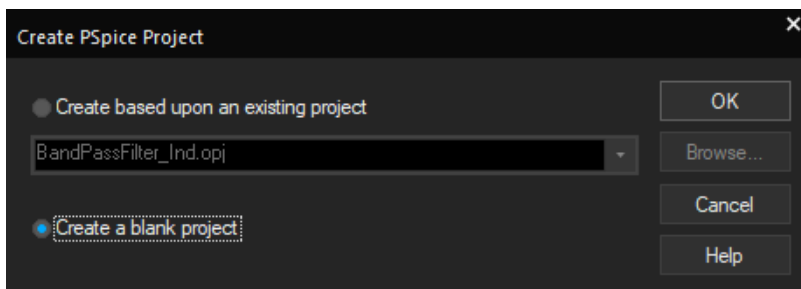 Create PSpice Project
×
Create based upon an existing project
OK
BandPassFilter_Ind.opj
Browse...
Create a blank project
Cancel
Help